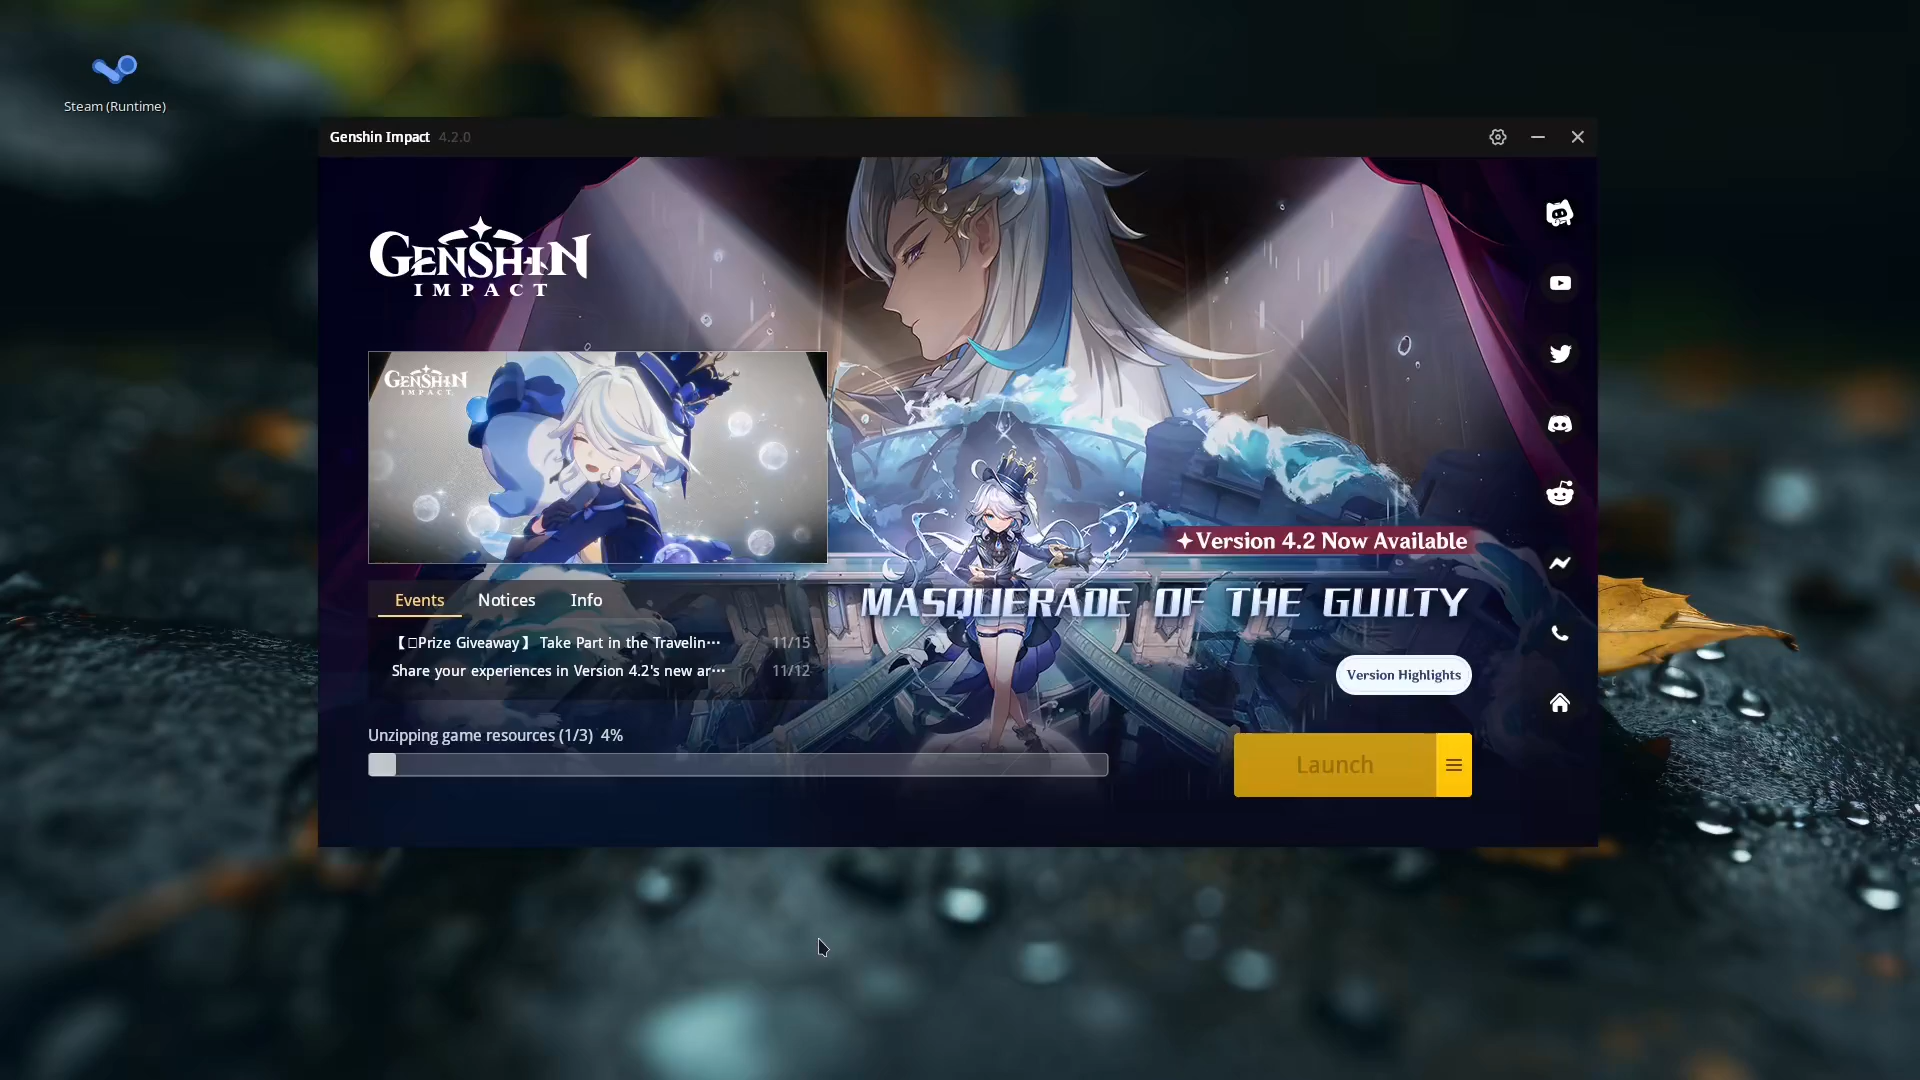 Steam (Runtime)
Genshin Impact 4.2.0
GENSHIN
IMPACT
GENSHIN
IMPACT
✦Version 4.2 Now Available
MASQUERADE OF THE GUILTY
Events Notices Info
【□Prize Giveaway】 Take Part in the Travelin··· 11/15
Share your experiences in Version 4.2's new ar··· 11/12
Version Highlights
Unzipping game resources (1/3) 4%
Launch